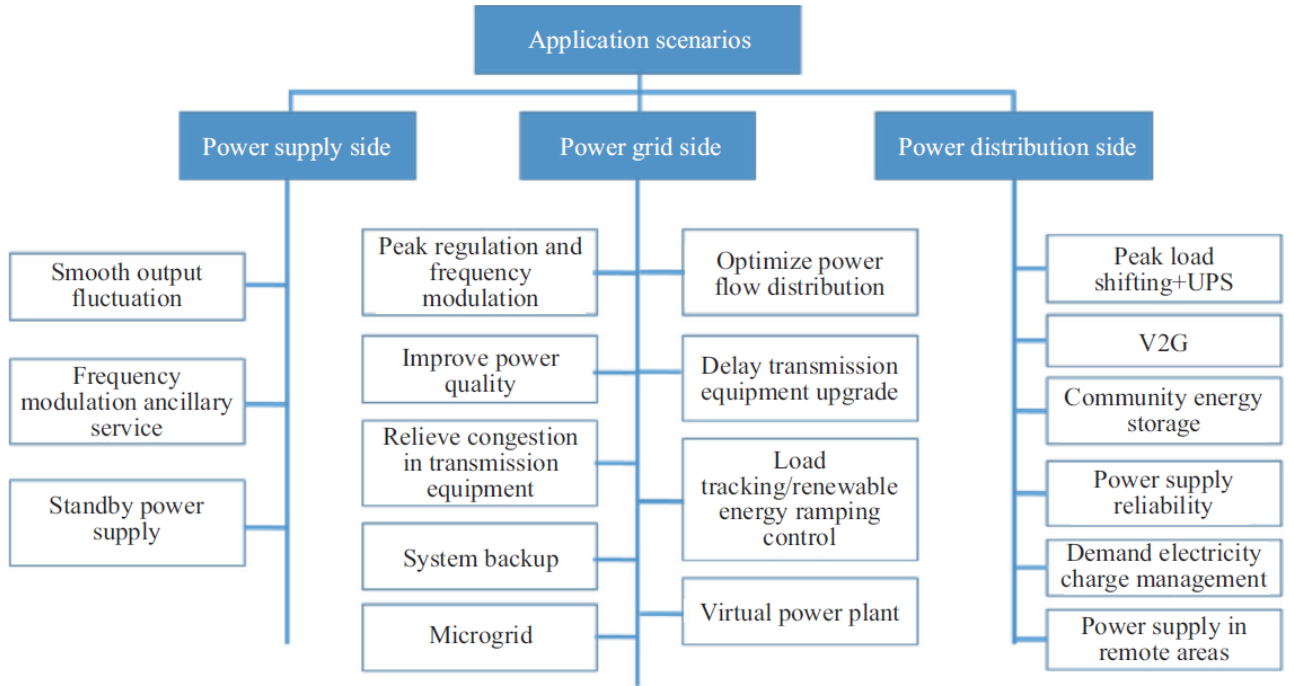 Application scenarios
Power supply side
Power grid side
Power distribution side
Smooth output
fluctuation
Frequency
modulation ancillary
service
Standby power
supply
Peak regulation and
frequency
modulation
Improve power
quality
Relieve congestion
in transmission
equipment
System backup
Microgrid
Optimize power
flow distribution
Delay transmission
equipment upgrade
Load
tracking/renewable
energy ramping
control
Virtual power plant
Peak load
shifting+UPS
V2G
Community energy
storage
Power supply
reliability
Demand electricity
charge management
Power supply in
remote areas